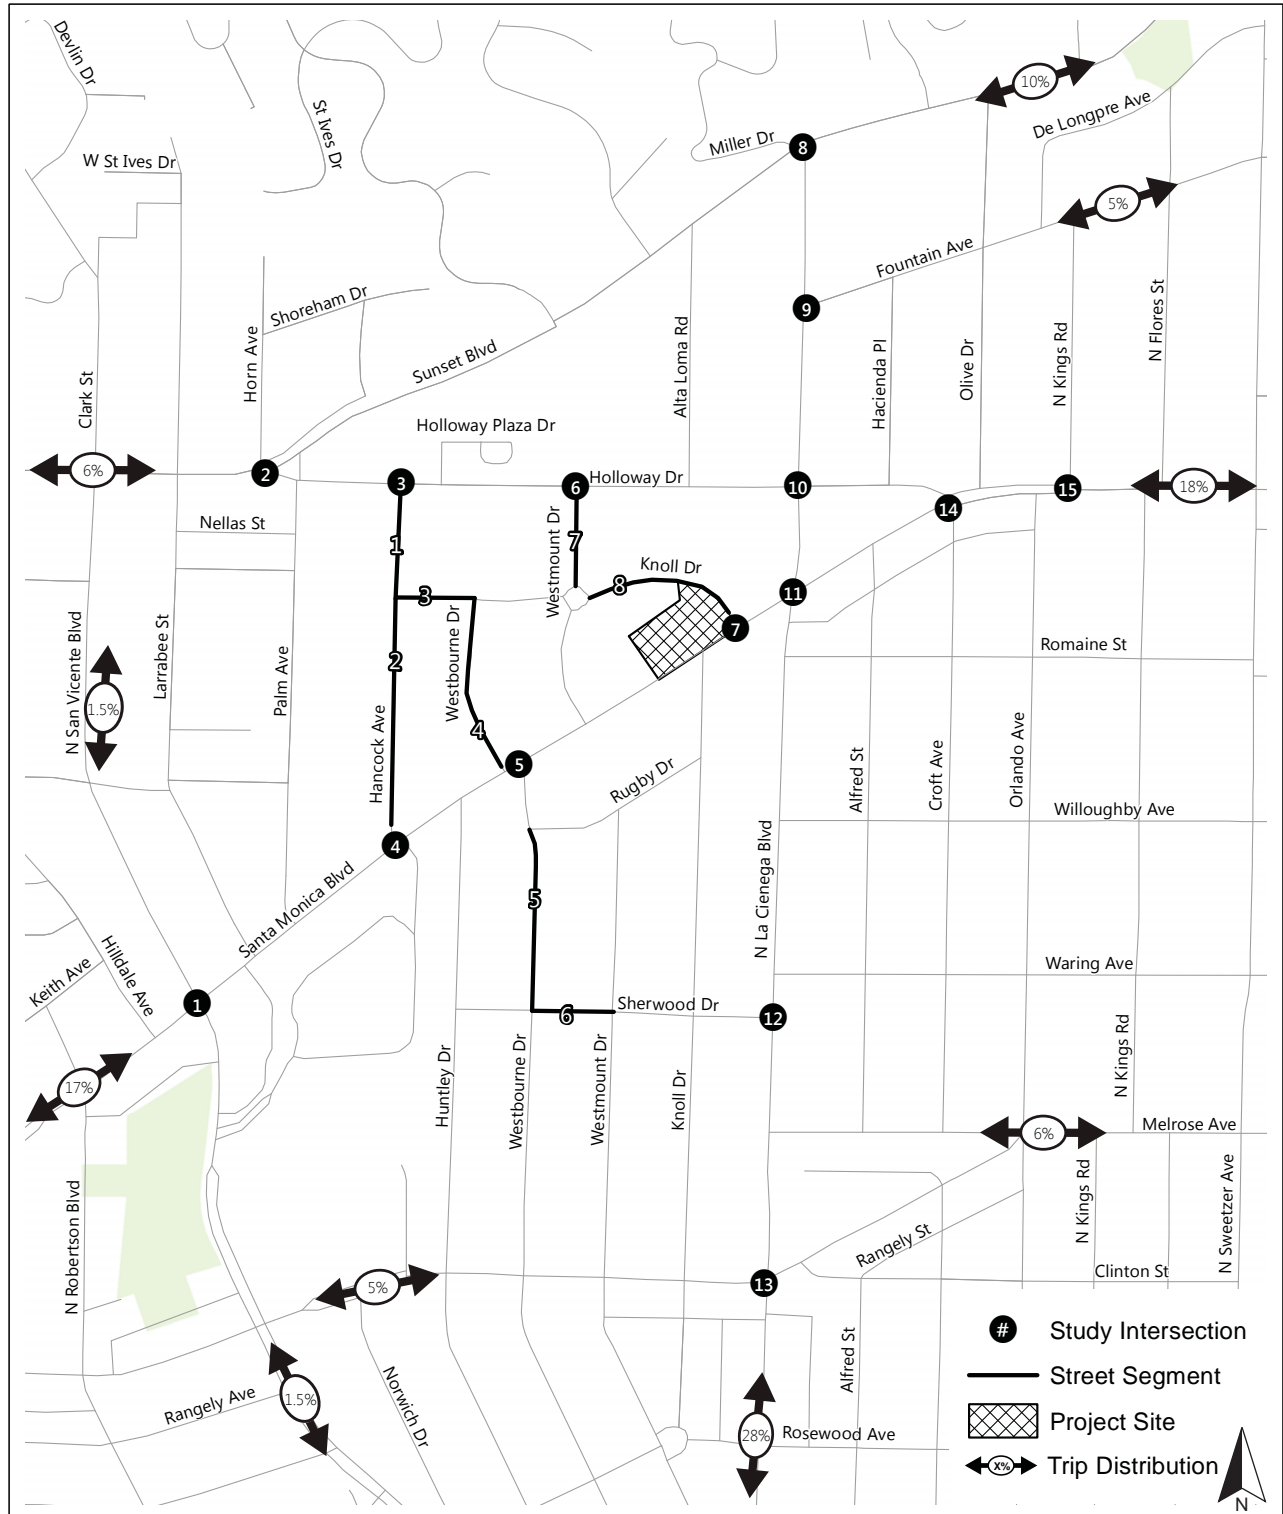 Devlin Dr
St Ives Dr
W St Ives Dr
Miller Dr
8
10%
De Longpre Ave
5%
Fountain Ave
9
Shoreham Dr
Horn Ave
Sunset Blvd
Alta Loma Rd
Hacienda Pl
Olive Dr
N Kings Rd
N Flores St
Clark St
Holloway Plaza Dr
6%
2
3
6
Holloway Dr
10
14
15
18%
Nellas St
1
Westmount Dr
7
Knoll Dr
8
3
11
7
Romaine St
N San Vicente Blvd
1.5%
Larrabee St
Palm Ave
2
Westbourne Dr
4
Hancock Ave
5
Rugby Dr
Alfred St
Croft Ave
Orlando Ave
Willoughby Ave
4
Santa Monica Blvd
5
N La Cienega Blvd
Hilldale Ave
Keith Ave
1
Waring Ave
6
Sherwood Dr
12
17%
Huntley Dr
Westbourne Dr
Westmount Dr
Knoll Dr
N Kings Rd
6%
Melrose Ave
N Robertson Blvd
N Kings Rd
N Sweetzer Ave
Rangely St
5%
13
Clinton St
1.5%
Rangely Ave
Norwich Dr
Alfred St
28%
Rosewood Ave
# Study Intersection
Street Segment
Project Site
X% Trip Distribution
N